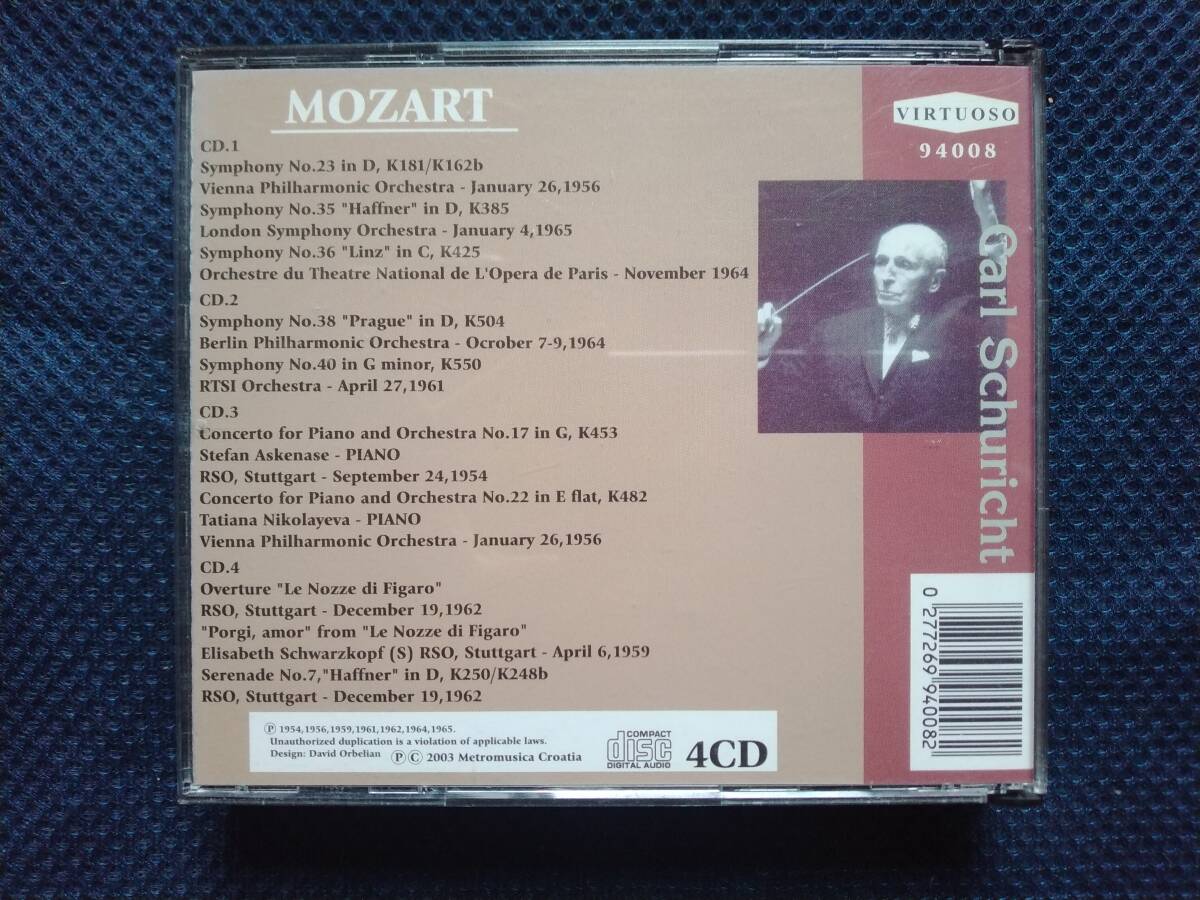 MOZART
CD.1
Symphony No.23 in D, K181/K162b
Vienna Philharmonic Orchestra - January 26,1956
Symphony No.35 "Haffner" in D, K385
London Symphony Orchestra - January 4,1965
Symphony No.36 "Linz" in C, K425
Orchestre du Theatre National de L'Opera de Paris - November 1964
CD.2
Symphony No.38 "Prague" in D, K504
Berlin Philharmonic Orchestra - Ocrober 7-9,1964
Symphony No.40 in G minor, K550
RTSI Orchestra - April 27,1961
CD.3
Concerto for Piano and Orchestra No.17 in G, K453
Stefan Askenase - PIANO
RSO, Stuttgart - September 24,1954
Concerto for Piano and Orchestra No.22 in E flat, K482
Tatiana Nikolayeva - PIANO
Vienna Philharmonic Orchestra - January 26,1956
CD.4
Overture "Le Nozze di Figaro"
RSO, Stuttgart - December 19,1962
"Porgi, amor" from "Le Nozze di Figaro"
Elisabeth Schwarzkopf (S) RSO, Stuttgart - April 6,1959
Serenade No.7,"Haffner" in D, K250/K248b
RSO, Stuttgart - December 19,1962
Ⓟ 1954,1956,1959,1961,1962,1964,1965.
Unauthorized duplication is a violation of applicable laws.
Design: David Orbelian Ⓟ Ⓒ 2003 Metromusica Croatia
COMPACT
disc
DIGITAL AUDIO
4CD
VIRTUOSO
94008
Carl Schuricht
0 277269 940082